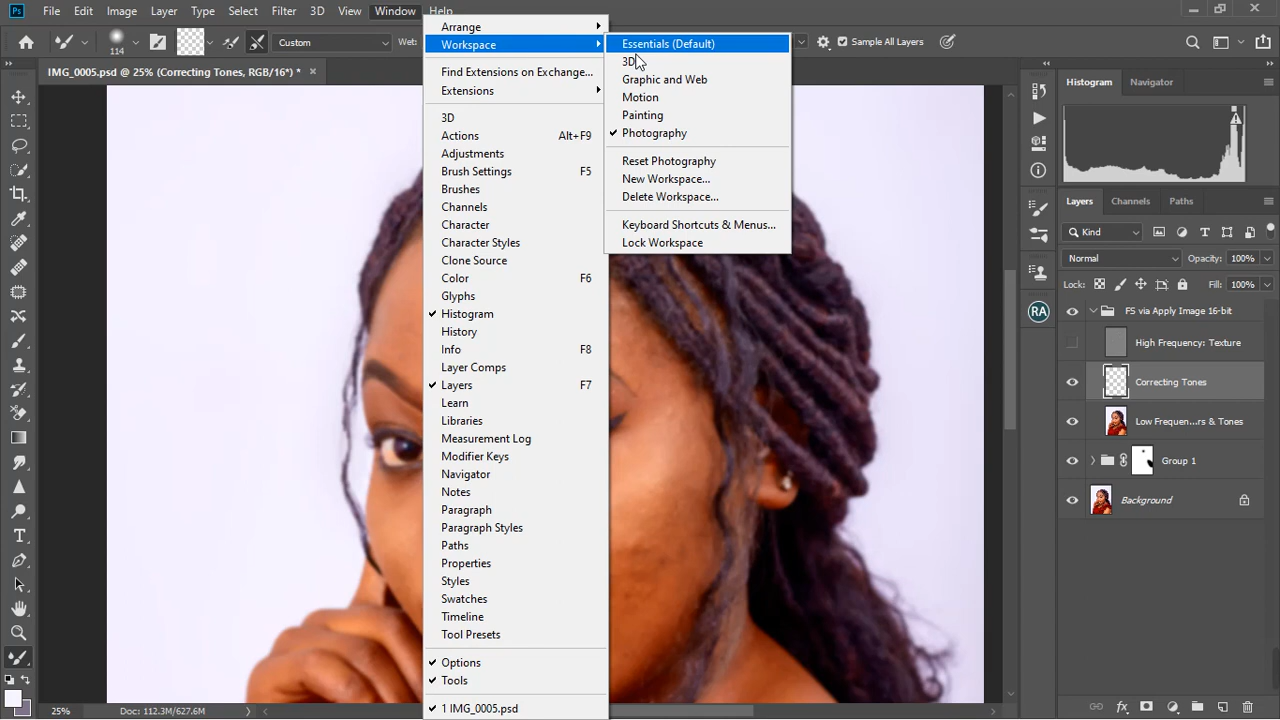 Ps File Edit Image Layer Type Select Filter 3D View Window Help
114 Custom Wet: Sample All Layers
IMG_0005.psd @ 25% (Correcting Tones, RGB/16*) * ×
Arrange
Workspace
Find Extensions on Exchange...
Extensions
3D
Actions Alt+F9
Adjustments
Brush Settings F5
Brushes
Channels
Character
Character Styles
Clone Source
Color F6
Glyphs
Histogram
History
Info F8
Layer Comps
Layers F7
Learn
Libraries
Measurement Log
Modifier Keys
Navigator
Notes
Paragraph
Paragraph Styles
Paths
Properties
Styles
Swatches
Timeline
Tool Presets
Options
Tools
1 IMG_0005.psd
Essentials (Default)
3D
Graphic and Web
Motion
Painting
Photography
Reset Photography
New Workspace...
Delete Workspace...
Keyboard Shortcuts & Menus...
Lock Workspace
Histogram Navigator
Layers Channels Paths
Kind
Normal Opacity: 100%
Lock: Fill: 100%
RA
FS via Apply Image 16-bit
High Frequency: Texture
Correcting Tones
Low Frequen...rs & Tones
Group 1
Background
25% Doc: 112.3M/627.6M